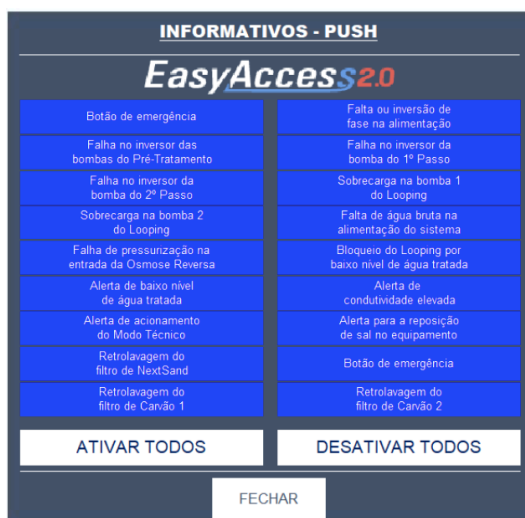 INFORMATIVOS - PUSH
EasyAccess2.0
Botão de emergência
Falta ou inversão de
fase na alimentação
Falha no inversor das
bombas do Pré-Tratamento
Falha no inversor da
bomba do 1º Passo
Falha no inversor da
bomba do 2º Passo
Sobrecarga na bomba 1
do Looping
Sobrecarga na bomba 2
do Looping
Falta de água bruta na
alimentação do sistema
Falha de pressurização na
entrada da Osmose Reversa
Bloqueio do Looping por
baixo nível de água tratada
Alerta de baixo nível
de água tratada
Alerta de
condutividade elevada
Alerta de acionamento
do Modo Técnico
Alerta para a reposição
de sal no equipamento
Retrolavagem do
filtro de NextSand
Botão de emergência
Retrolavagem do
filtro de Carvão 1
Retrolavagem do
filtro de Carvão 2
ATIVAR TODOS
DESATIVAR TODOS
FECHAR